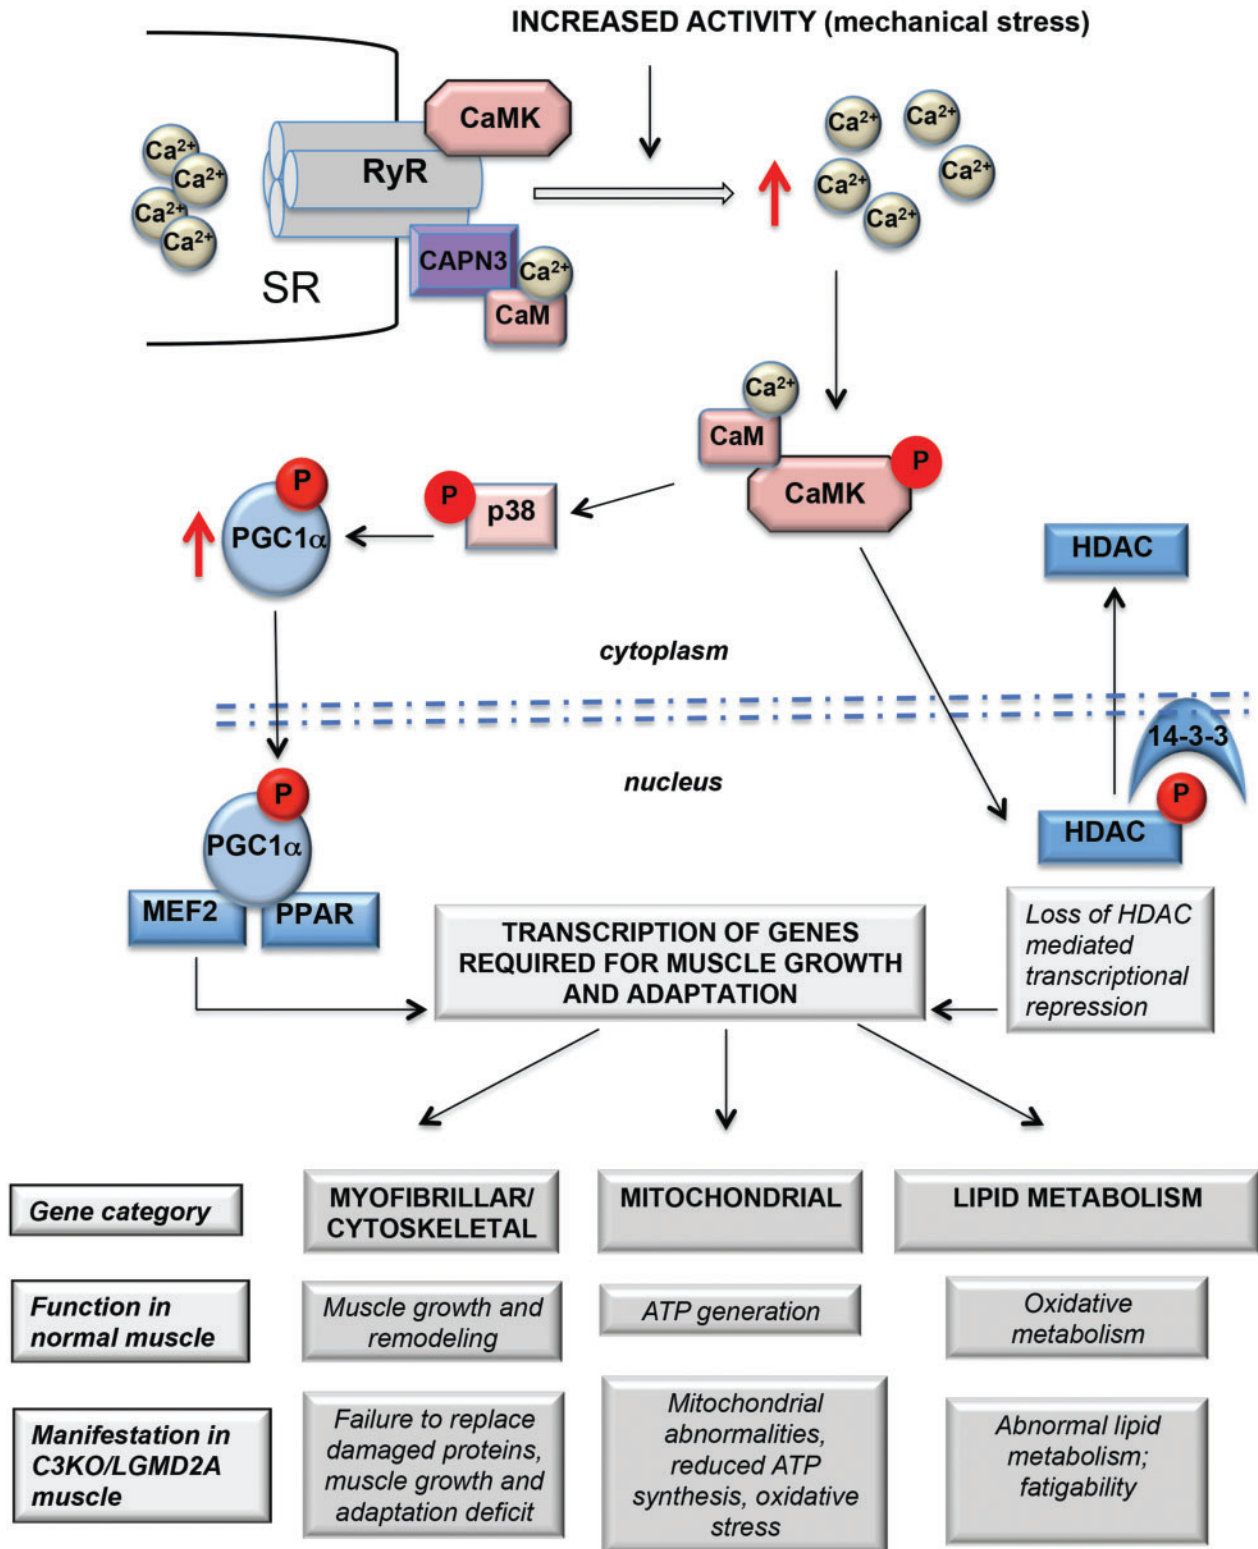 INCREASED ACTIVITY (mechanical stress)
CaMK
RyR
Ca²⁺
Ca²⁺
Ca²⁺
Ca²⁺
CAPN3
Ca²⁺
CaM
SR
Ca²⁺
Ca²⁺
Ca²⁺
Ca²⁺
Ca²⁺
Ca²⁺
CaM
CaMK
P
P
p38
P
PGC1α
HDAC
cytoplasm
nucleus
14-3-3
P
HDAC
P
PGC1α
MEF2
PPAR
TRANSCRIPTION OF GENES
REQUIRED FOR MUSCLE GROWTH
AND ADAPTATION
Loss of HDAC
mediated
transcriptional
repression
Gene category
MYOFIBRILLAR/
CYTOSKELETAL
MITOCHONDRIAL
LIPID METABOLISM
Function in
normal muscle
Muscle growth and
remodeling
ATP generation
Oxidative
metabolism
Manifestation in
C3KO/LGMD2A
muscle
Failure to replace
damaged proteins,
muscle growth and
adaptation deficit
Mitochondrial
abnormalities,
reduced ATP
synthesis, oxidative
stress
Abnormal lipid
metabolism;
fatigability